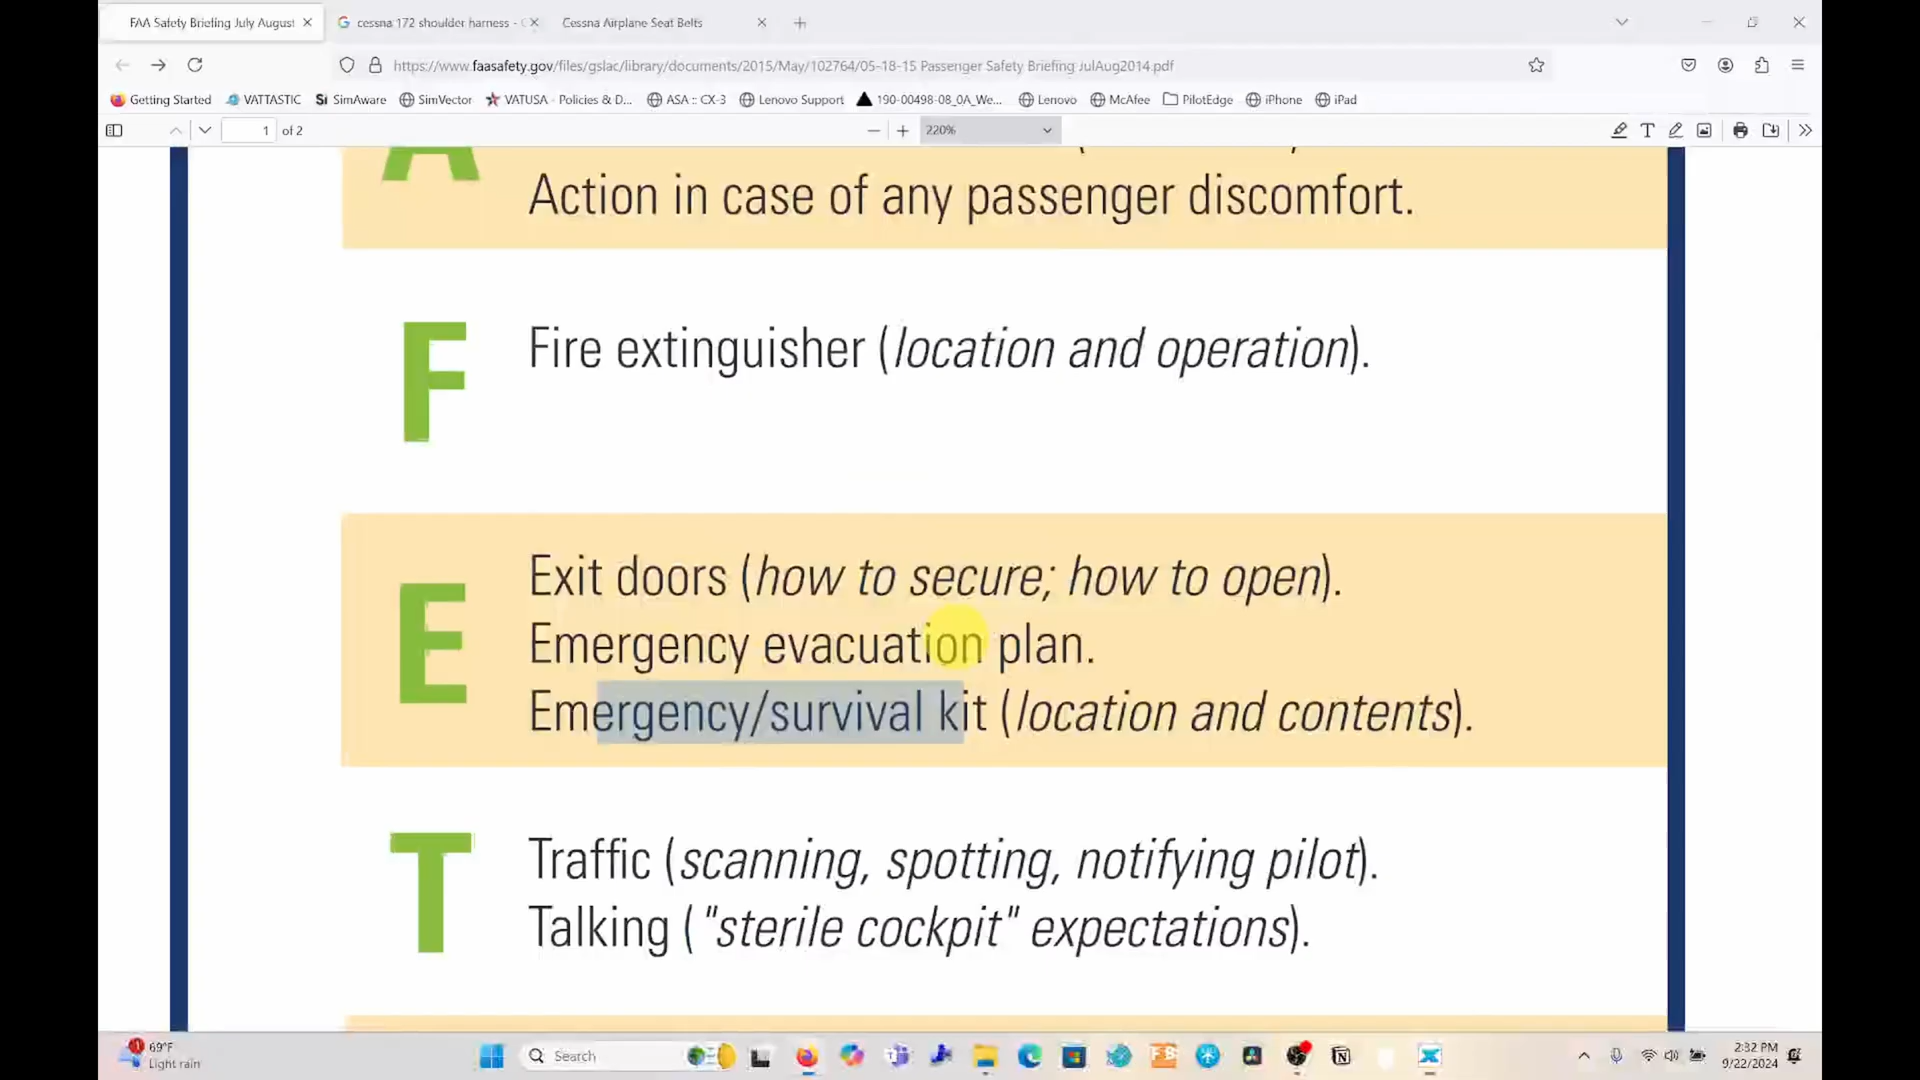 FAA Safety Briefing July August
cessna 172 shoulder harness -
Cessna Airplane Seat Belts
https://www.faasafety.gov/files/gslac/library/documents/2015/May/102764/05-18-15 Passenger Safety Briefing JulAug2014.pdf
Getting Started
VATTASTIC
Si SimAware
SimVector
VATUSA - Policies & D...
ASA :: CX-3
Lenovo Support
190-00498-08_0A_We...
Lenovo
McAfee
PilotEdge
iPhone
iPad
1 of 2
220%
A
Action in case of any passenger discomfort.
F
Fire extinguisher (location and operation).
E
Exit doors (how to secure; how to open).
Emergency evacuation plan.
Emergency/survival kit (location and contents).
T
Traffic (scanning, spotting, notifying pilot).
Talking ("sterile cockpit" expectations).
1
69°F
Light rain
Search
FB
2:32 PM
9/22/2024